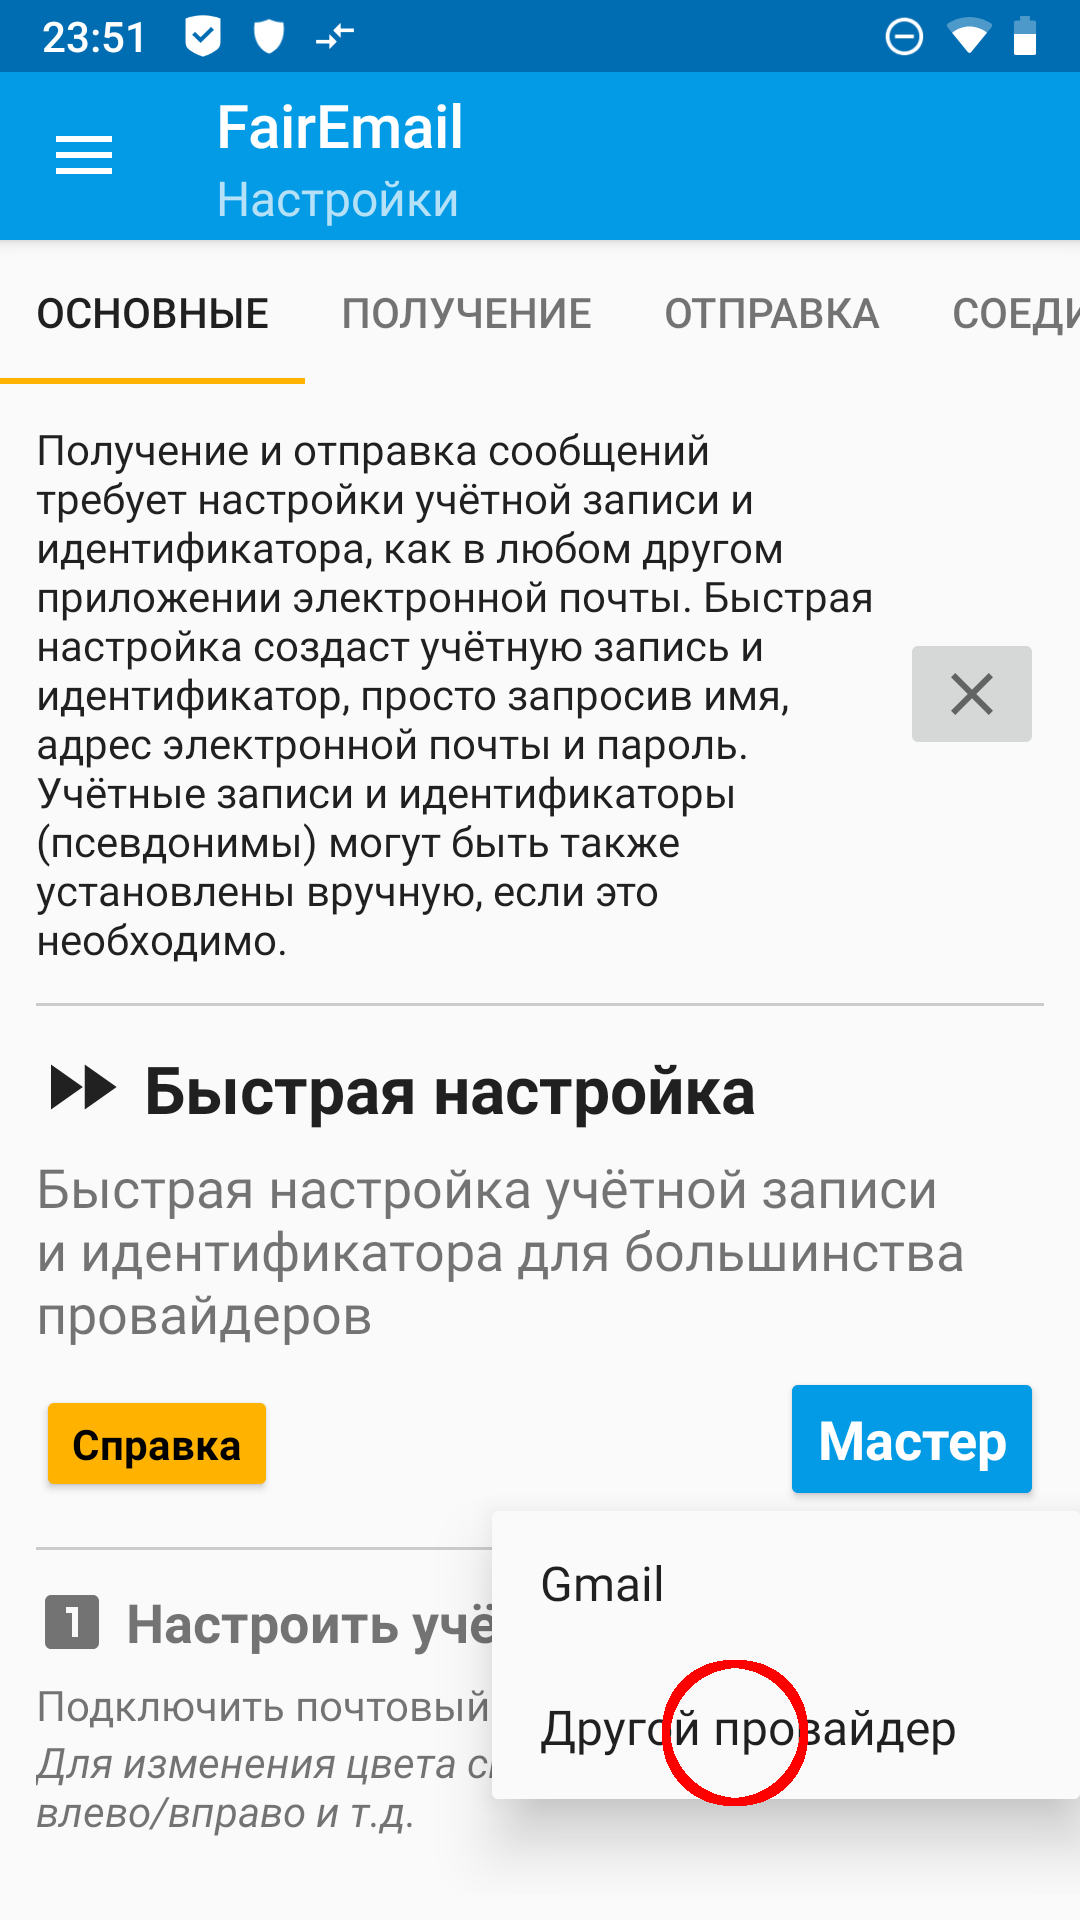 23:51
FairEmail
Настройки
ОСНОВНЫЕ ПОЛУЧЕНИЕ ОТПРАВКА СОЕДИ
Получение и отправка сообщений
требует настройки учётной записи и
идентификатора, как в любом другом
приложении электронной почты. Быстрая
настройка создаст учётную запись и
идентификатор, просто запросив имя,
адрес электронной почты и пароль.
Учётные записи и идентификаторы
(псевдонимы) могут быть также
установлены вручную, если это
необходимо.
Быстрая настройка
Быстрая настройка учётной записи
и идентификатора для большинства
провайдеров
Справка
Мастер
Gmail
Другой провайдер
1 Настроить учё
Подключить почтовый
Для изменения цвета
влево/вправо и т.д.